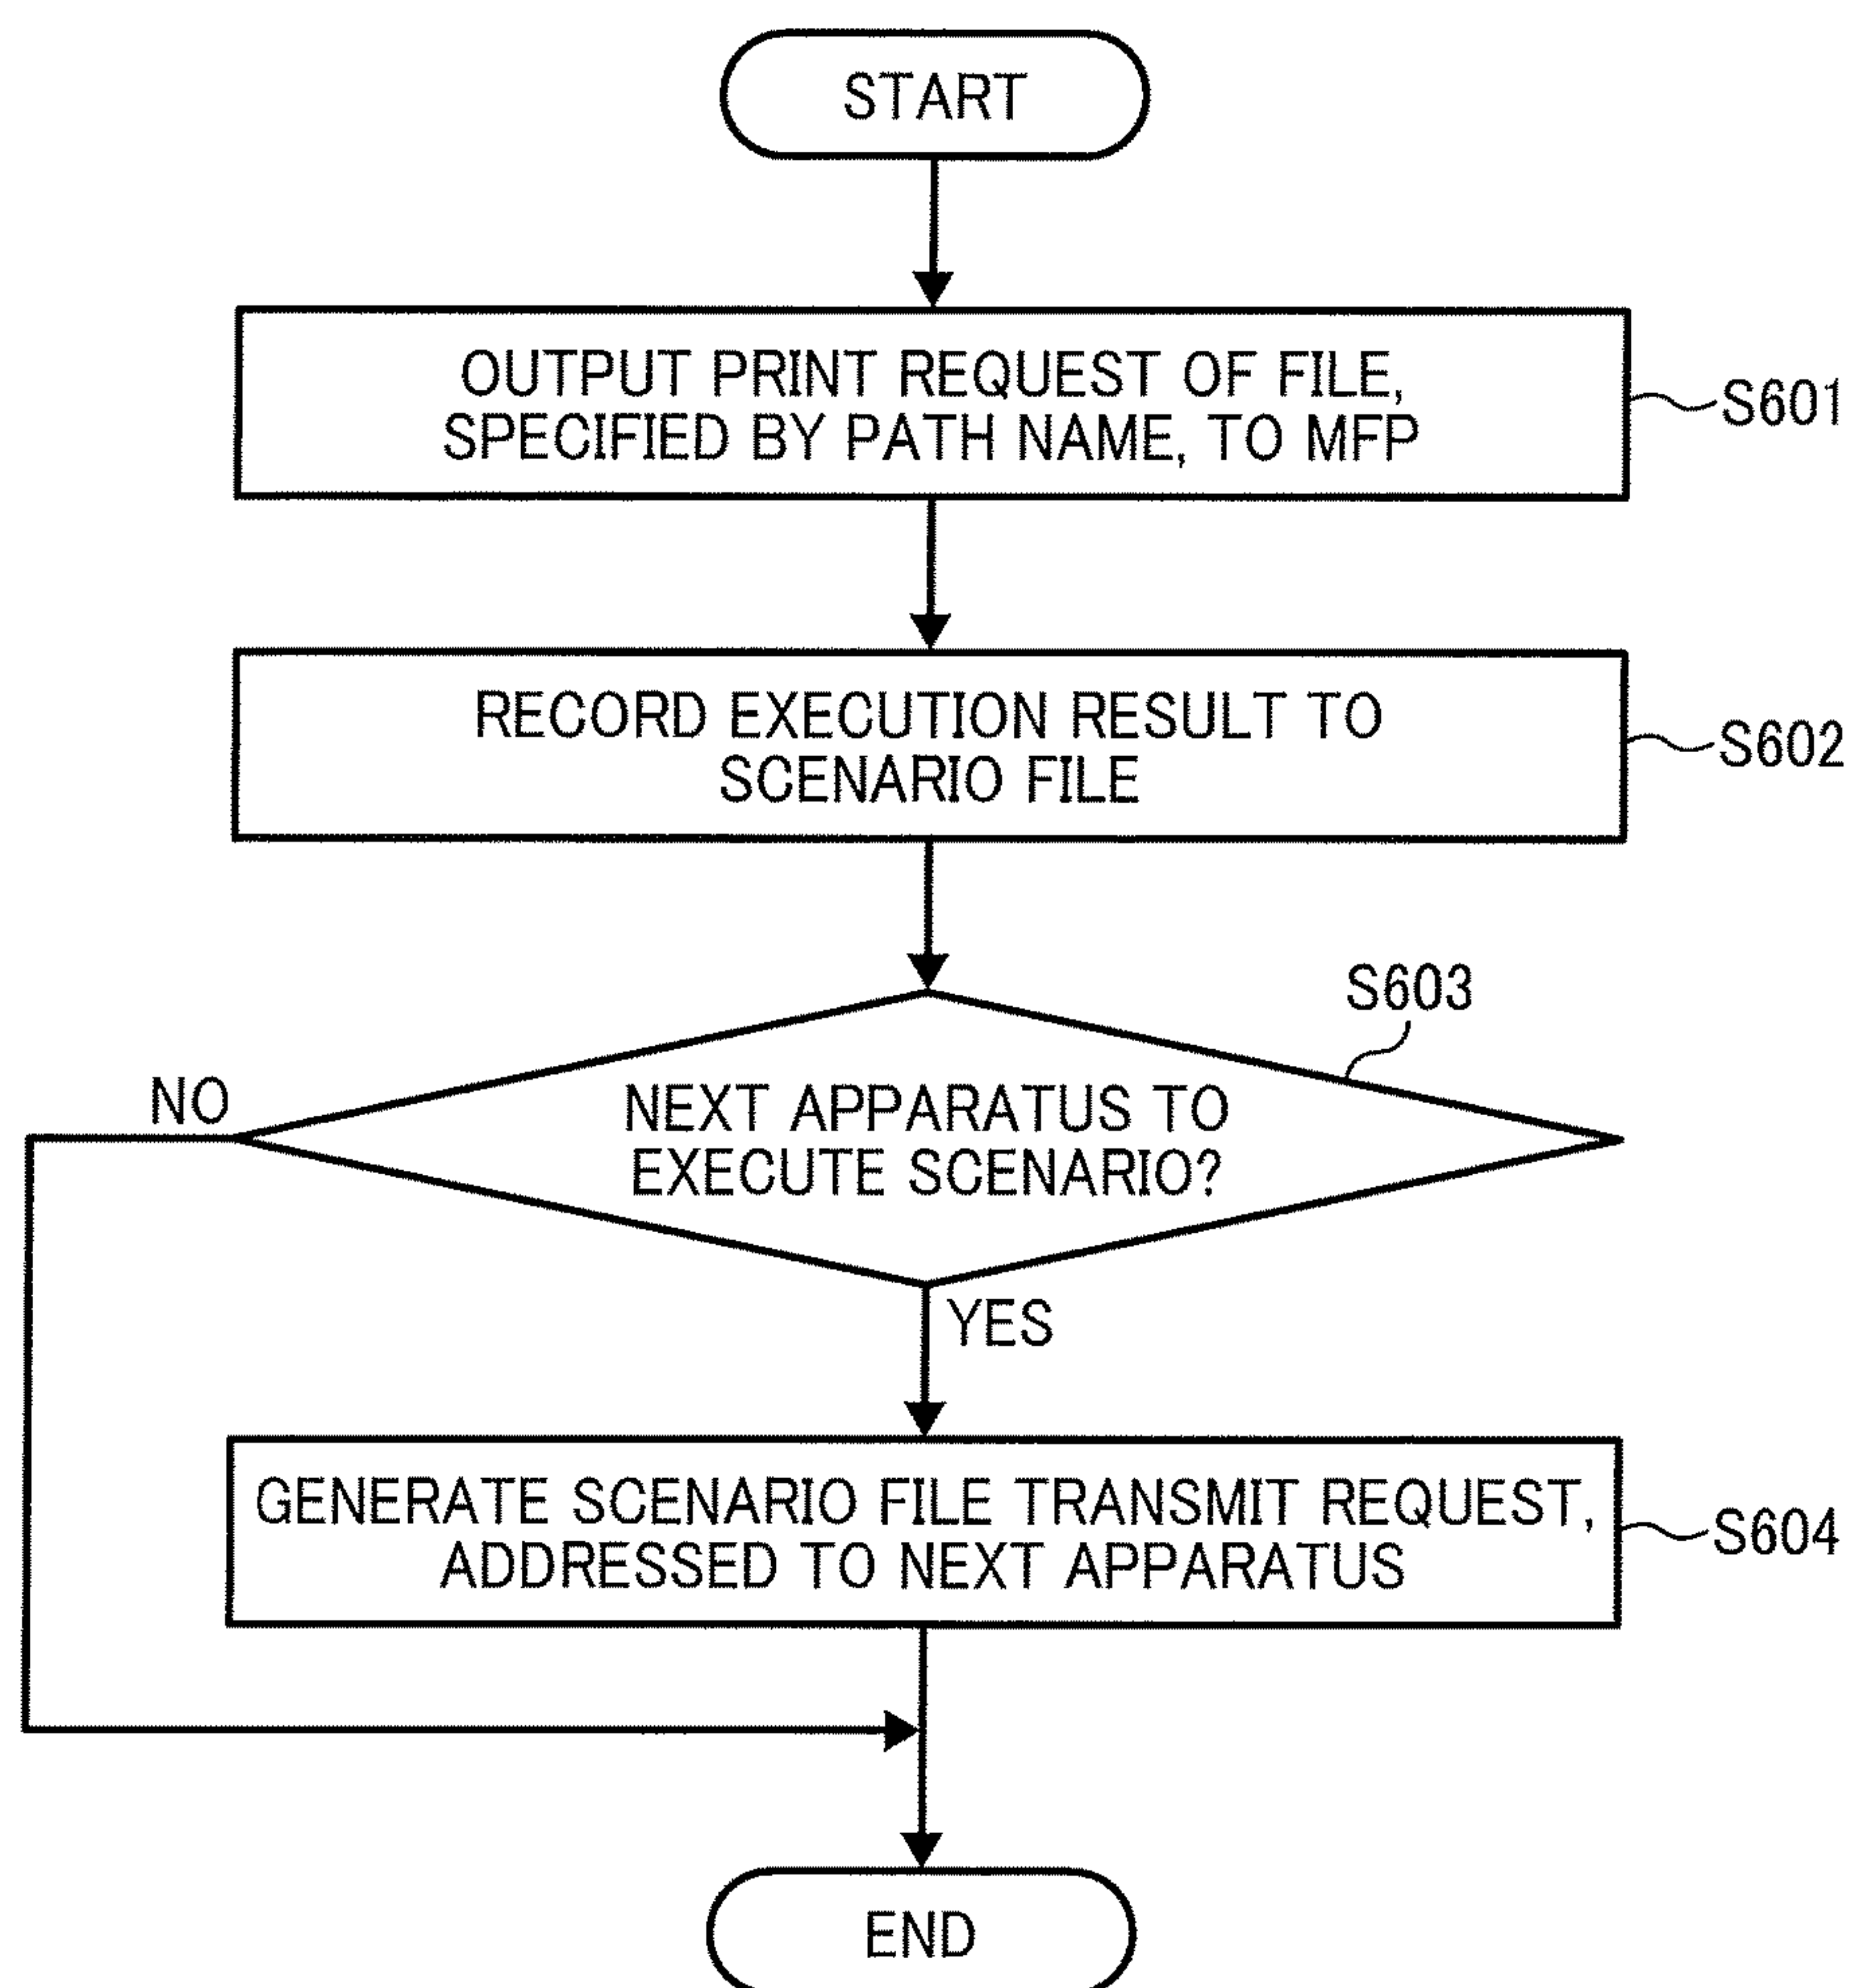 START
OUTPUT PRINT REQUEST OF FILE,
SPECIFIED BY PATH NAME, TO MFP
S601
RECORD EXECUTION RESULT TO
SCENARIO FILE
S602
S603
NO
NEXT APPARATUS TO
EXECUTE SCENARIO?
YES
GENERATE SCENARIO FILE TRANSMIT REQUEST,
ADDRESSED TO NEXT APPARATUS
S604
END